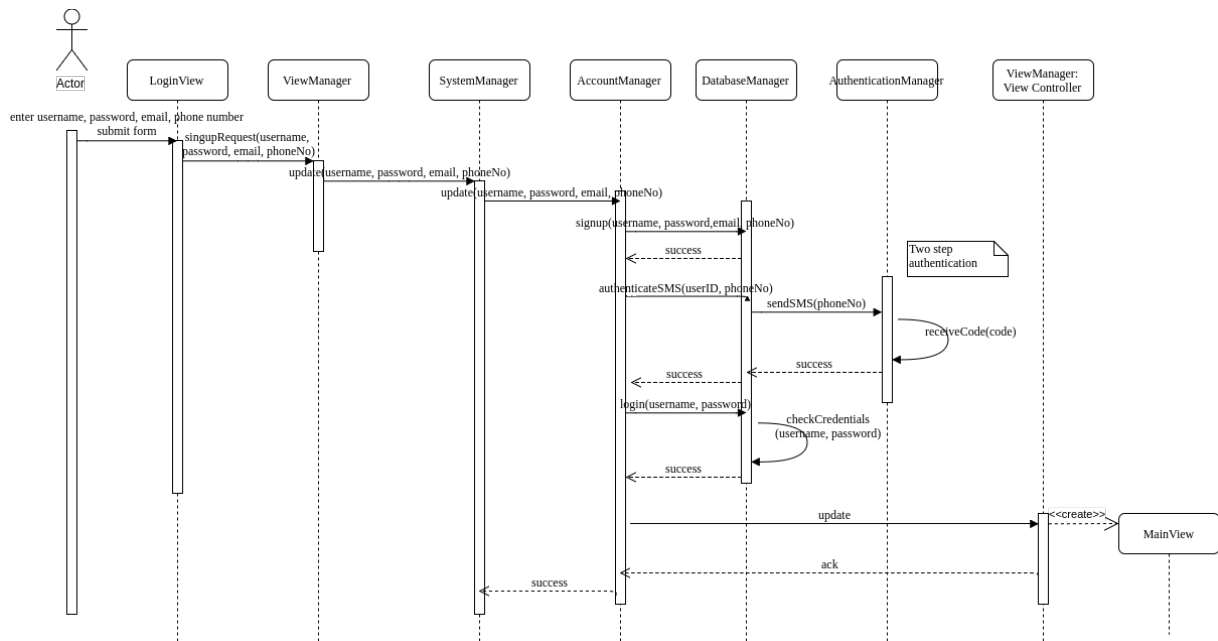 Actor
LoginView
ViewManager
SystemManager
AccountManager
DatabaseManager
AuthenticationManager
ViewManager:
View Controller
enter username, password, email, phone number
submit form
singupRequest(username,
password, email, phoneNo)
update(username, password, email, phoneNo)
update(username, password, email, phoneNo)
signup(username, password,email, phoneNo)
success
Two step
authentication
authenticateSMS(userID, phoneNo)
sendSMS(phoneNo)
receiveCode(code)
success
success
login(username, password)
checkCredentials
(username, password)
success
update
<<create>>
MainView
ack
success